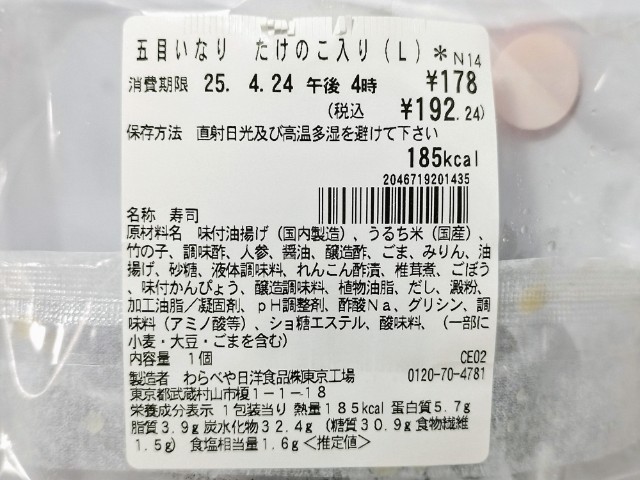 五目いなり　たけのこ入り(L)＊ N14
消費期限 25. 4.24 午後 4時 ¥178
(税込 ¥192.24)
保存方法　直射日光及び高温多湿を避けて下さい
185kcal
2046719201435
名称　寿司
原材料名　味付油揚げ（国内製造）、うるち米（国産）、
竹の子、調味酢、人参、醤油、醸造酢、ごま、みりん、油
揚げ、砂糖、液体調味料、れんこん酢漬、椎茸煮、ごぼう
、味付かんぴょう、醸造調味料、植物油脂、だし、澱粉、
加工油脂／凝固剤、ｐＨ調整剤、酢酸Ｎａ、グリシン、調
味料（アミノ酸等）、ショ糖エステル、酸味料、（一部に
小麦・大豆・ごまを含む）
内容量　1個 CE02
製造者　わらべや日洋食品㈱東京工場 0120-70-4781
東京都武蔵村山市榎１－１－１８
栄養成分表示 １包装当り 熱量１８５kcal 蛋白質５.７g
脂質３.９g 炭水化物３２.４g（糖質３０.９g 食物繊維
１.５g）　食塩相当量１.６g＜推定値＞